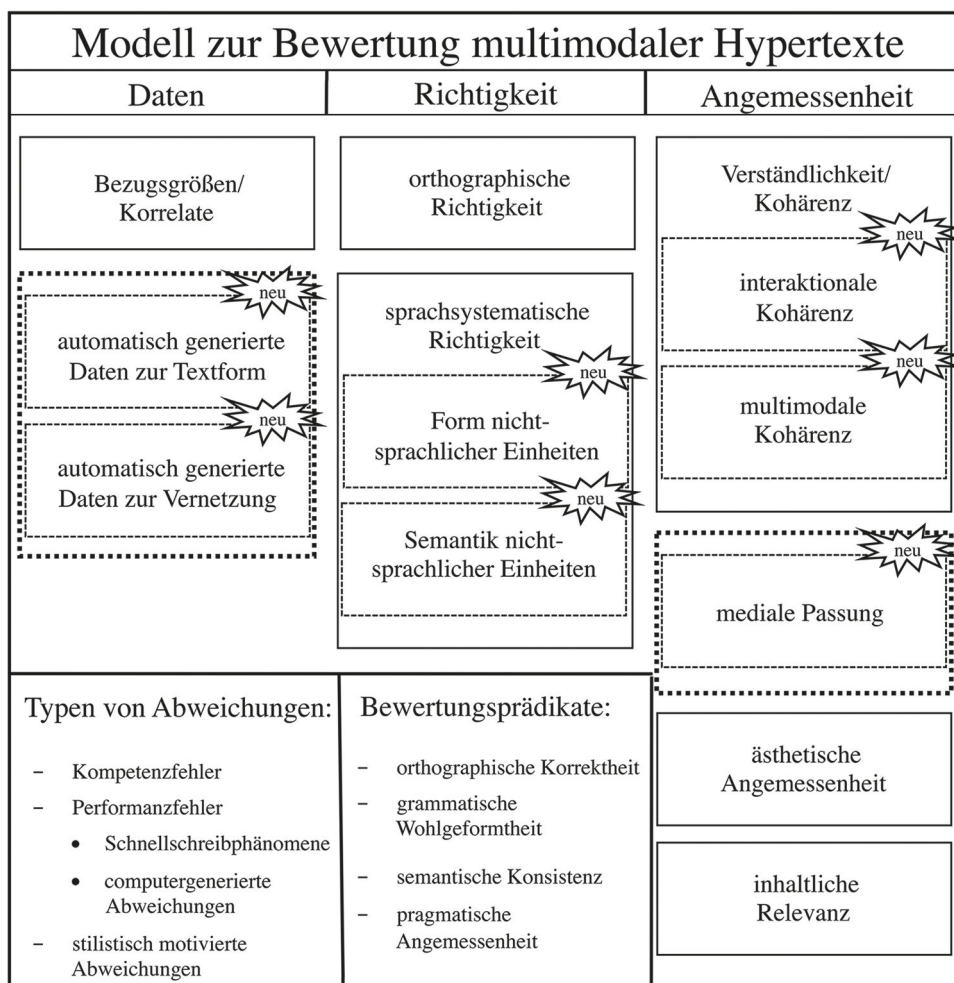 Modell zur Bewertung multimodaler Hypertexte
Daten
Richtigkeit
Angemessenheit
Bezugsgrößen/
Korrelate
neu
automatisch generierte
Daten zur Textform
neu
automatisch generierte
Daten zur Vernetzung
orthographische
Richtigkeit
sprachsystematische
Richtigkeit
neu
Form nicht-
sprachlicher Einheiten
neu
Semantik nicht-
sprachlicher Einheiten
Verständlichkeit/
Kohärenz
neu
interaktionale
Kohärenz
neu
multimodale
Kohärenz
neu
mediale Passung
ästhetische
Angemessenheit
inhaltliche
Relevanz
Typen von Abweichungen:
– Kompetenzfehler
– Performanzfehler
• Schnellschreibphänomene
• computergenerierte
Abweichungen
– stilistisch motivierte
Abweichungen
Bewertungsprädikate:
– orthographische Korrektheit
– grammatische
Wohlgeformtheit
– semantische Konsistenz
– pragmatische
Angemessenheit